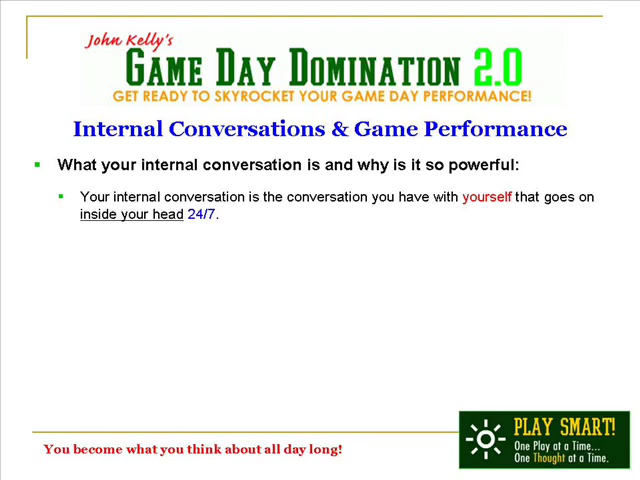 John Kelly's
GAME DAY DOMINATION 2.0
GET READY TO SKYROCKET YOUR GAME DAY PERFORMANCE!
Internal Conversations & Game Performance
What your internal conversation is and why is it so powerful:
Your internal conversation is the conversation you have with yourself that goes on
inside your head 24/7.
You become what you think about all day long!
PLAY SMART!
One Play at a Time...
One Thought at a Time.